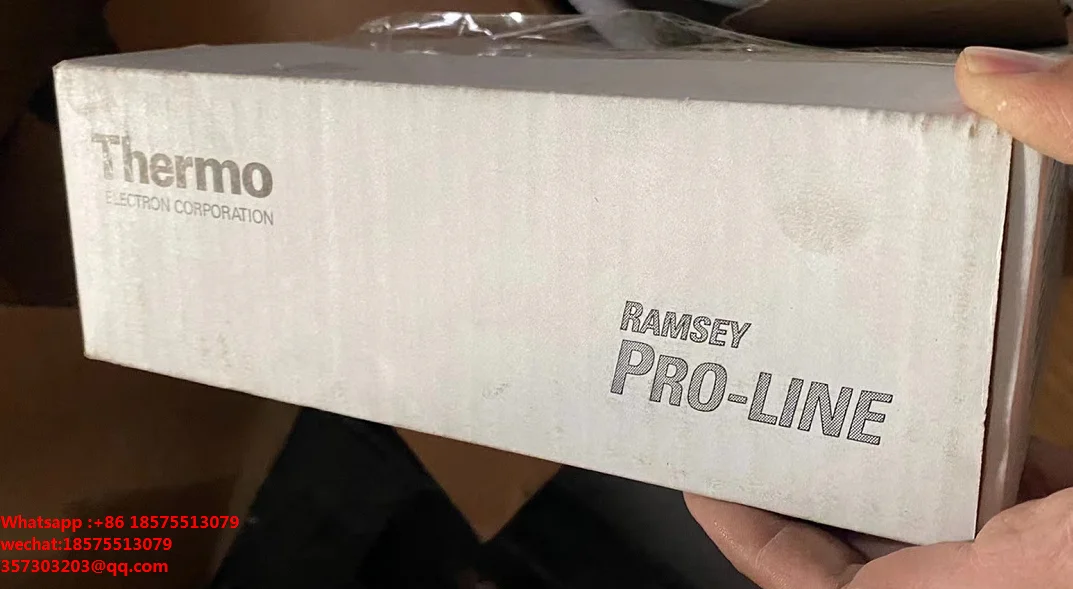 Thermo
ELECTRON CORPORATION
RAMSEY
PRO-LINE
Whatsapp :+86 18575513079
wechat:18575513079
357303203@qq.com